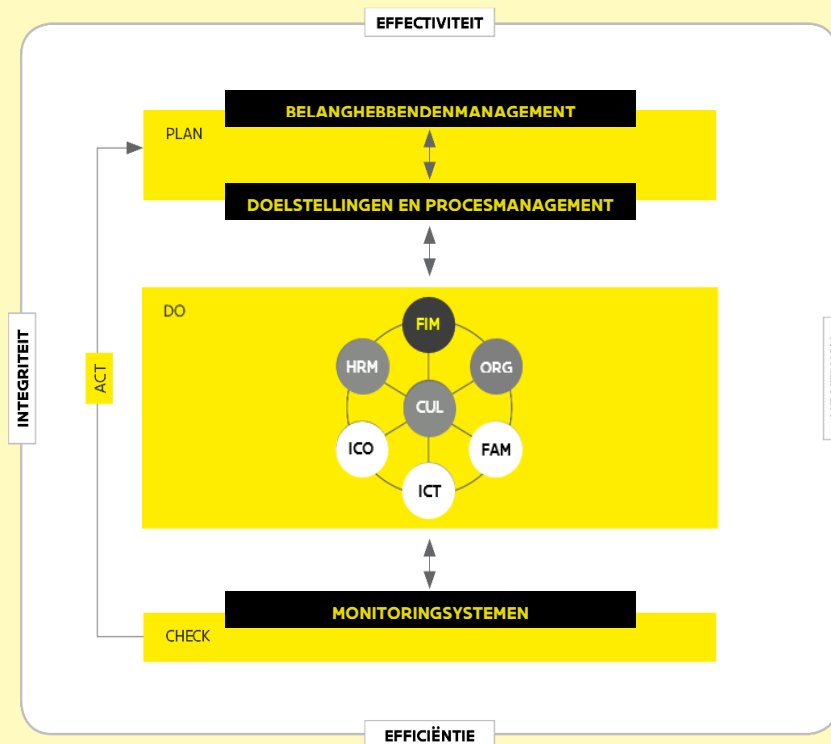 EFFECTIVITEIT
BELANGHEBBENDENMANAGEMENT
PLAN
DOELSTELLINGEN EN PROCESMANAGEMENT
DO
FIM
HRM
ORG
CUL
ICO
FAM
ICT
INTEGRITEIT
ACT
MONITORINGSYSTEMEN
CHECK
EFFICIËNTIE